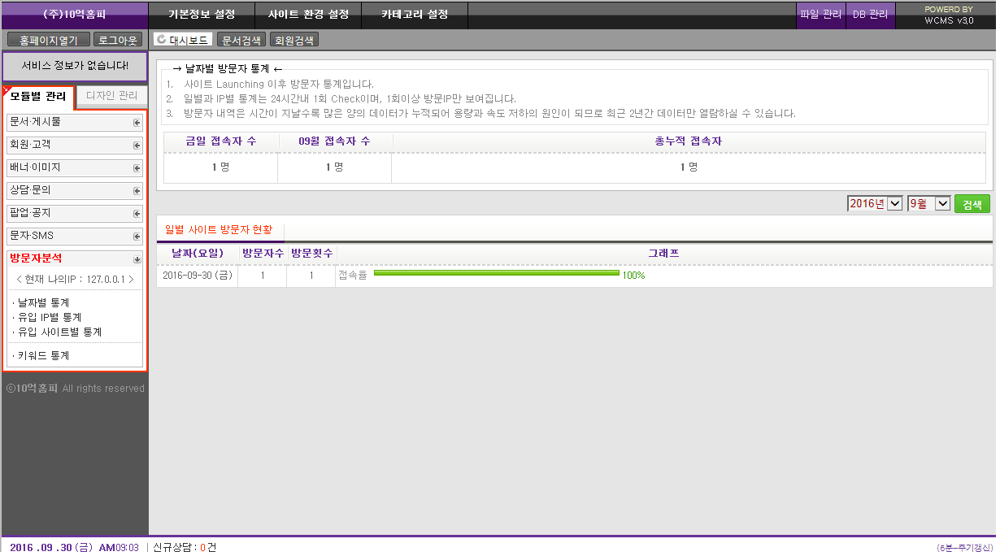 (주)10억홈피 기본정보 설정 사이트 환경 설정 카테고리 설정 파일 관리 DB 관리 POWERD BY
WCMS v3.0
홈페이지열기 로그아웃 대시보드 문서검색 회원검색
서비스 정보가 없습니다!
모듈별 관리 디자인 관리
문서·게시물
회원·고객
배너·이미지
상담·문의
팝업·공지
문자·SMS
방문자분석
< 현재 나의IP : 127.0.0.1 >
· 날짜별 통계
· 유입 IP별 통계
· 유입 사이트별 통계
· 키워드 통계
ⓒ10억홈피 All rights reserved
→ 날짜별 방문자 통계 ←
1. 사이트 Launching 이후 방문자 통계입니다.
2. 일별과 IP별 통계는 24시간내 1회 Check이며, 1회이상 방문IP만 보여집니다.
3. 방문자 내역은 시간이 지날수록 많은 양의 데이터가 누적되어 용량과 속도 저하의 원인이 되므로 최근 2년간 데이터만 열람하실 수 있습니다.
금일 접속자 수 09월 접속자 수 총누적 접속자
1 명 1 명 1 명
2016년 9월 검색
일별 사이트 방문자 현황
날짜(요일) 방문자수 방문횟수 그래프
2016-09-30 (금) 1 1 접속율 100%
2016 .09 .30 (금) AM09:03 | 신규상담 : 0 건 (6분-주기갱신)